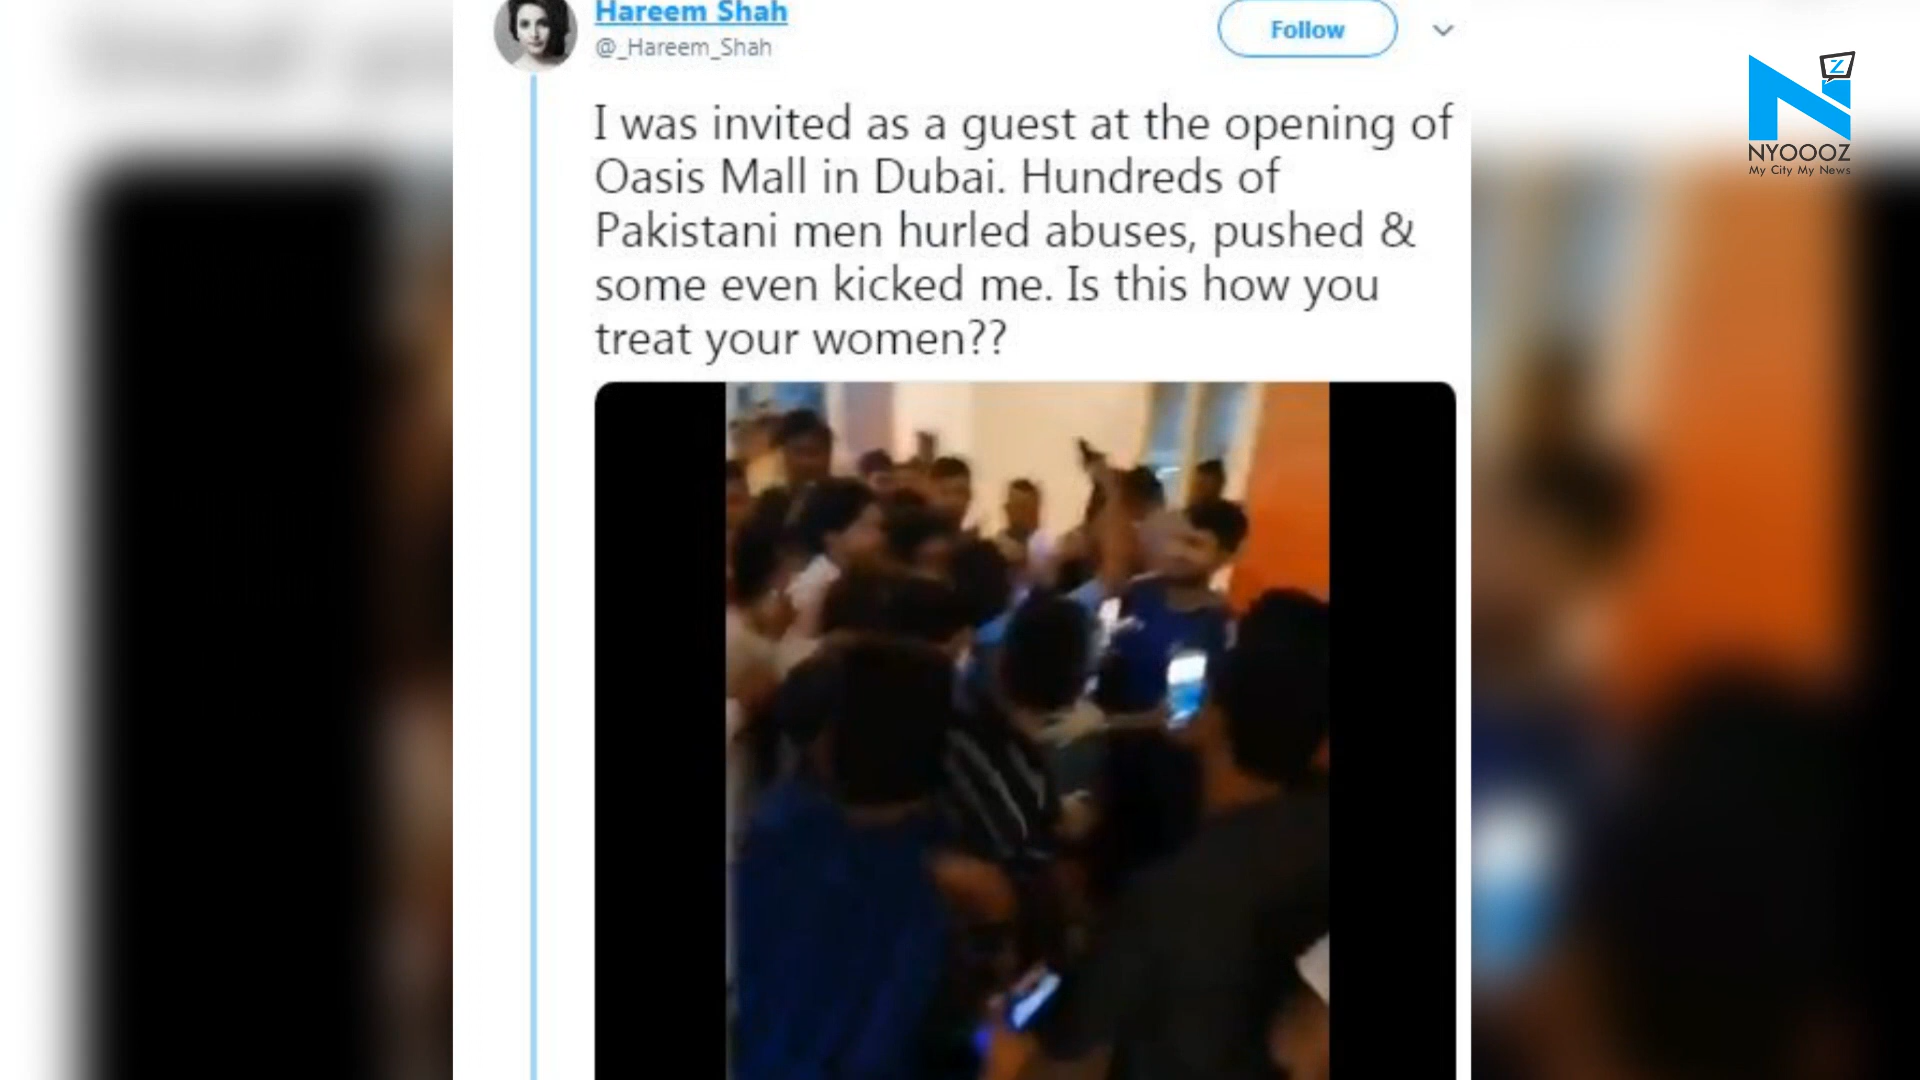 Hareem Shah
@_Hareem_Shah
Follow
I was invited as a guest at the opening of
Oasis Mall in Dubai. Hundreds of
Pakistani men hurled abuses, pushed &
some even kicked me. Is this how you
treat your women??
Z
NYOOOZ
My City My News